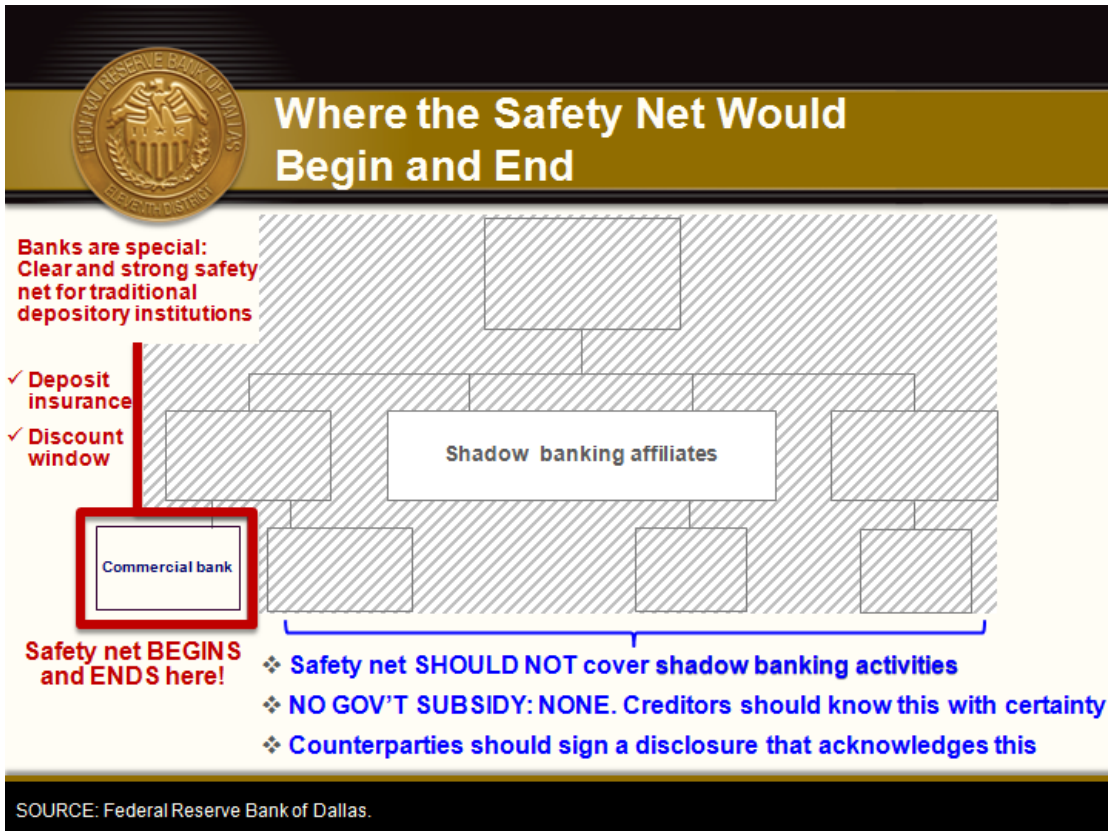 FEDERAL RESERVE BANK OF DALLAS
ELEVENTH DISTRICT
Where the Safety Net Would
Begin and End
Banks are special:
Clear and strong safety
net for traditional
depository institutions
✓ Deposit
insurance
✓ Discount
window
Shadow banking affiliates
Commercial bank
Safety net BEGINS
and ENDS here!
❖ Safety net SHOULD NOT cover shadow banking activities
❖ NO GOV'T SUBSIDY: NONE. Creditors should know this with certainty
❖ Counterparties should sign a disclosure that acknowledges this
SOURCE: Federal Reserve Bank of Dallas.